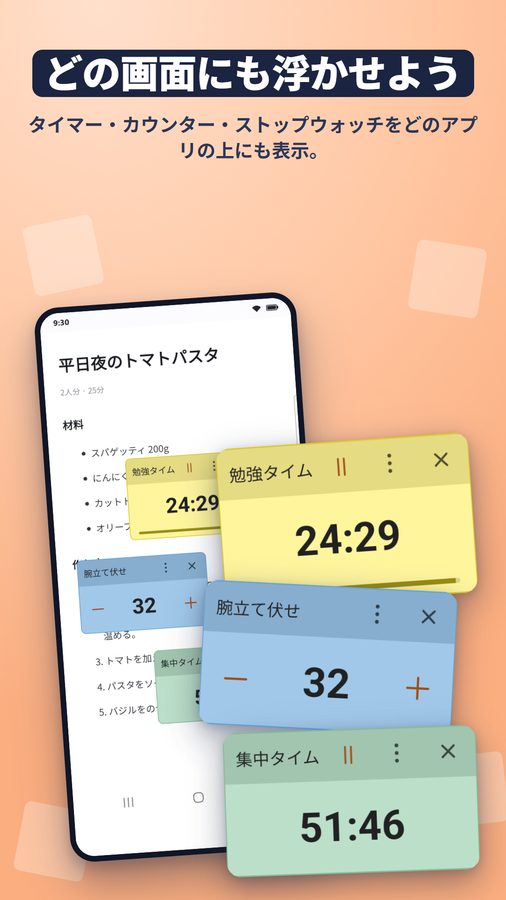 どの画面にも浮かせよう
タイマー・カウンター・ストップウォッチをどのアプ
リの上にも表示。
9:30
平日夜のトマトパスタ
2人分・25分
材料
スパゲッティ 200g
にんにく
カット
オリーブ
勉強タイム
24:29
腕立て伏せ
32
温める。
3. トマトを加
4. パスタをソ
5. バジルをの
集中タイム
勉強タイム
24:29
腕立て伏せ
32
集中タイム
51:46